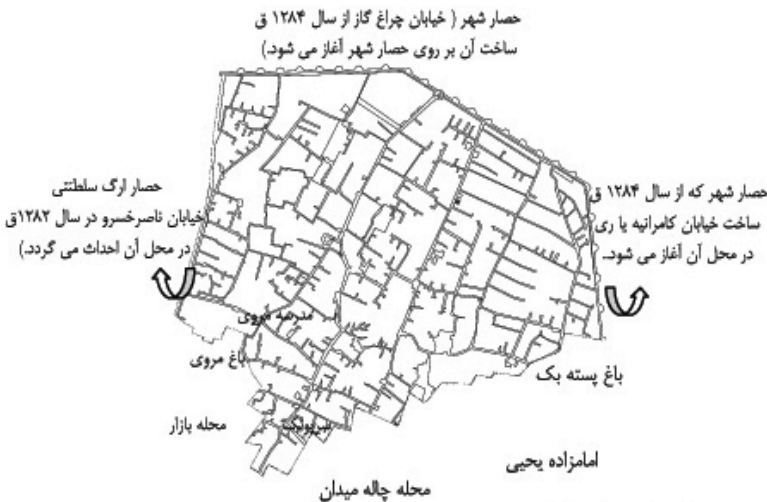 حصار شهر ( خیابان چراغ گاز از سال ۱۲۸۴ ق
ساخت آن بر روی حصار شهر آغاز می شود.)
حصار شهر که از سال ۱۲۸۴ ق
ساخت خیابان کامرانیه یا ری
در محل آن آغاز می شود.
حصار ارگ سلطنتی
(خیابان ناصرخسرو در سال ۱۲۸۲ق
در محل آن احداث می گردد.)
مدرسه مروی
باغ مروی
باغ پسته بک
محله بازار
سرپولک
امامزاده یحیی
محله چاله میدان